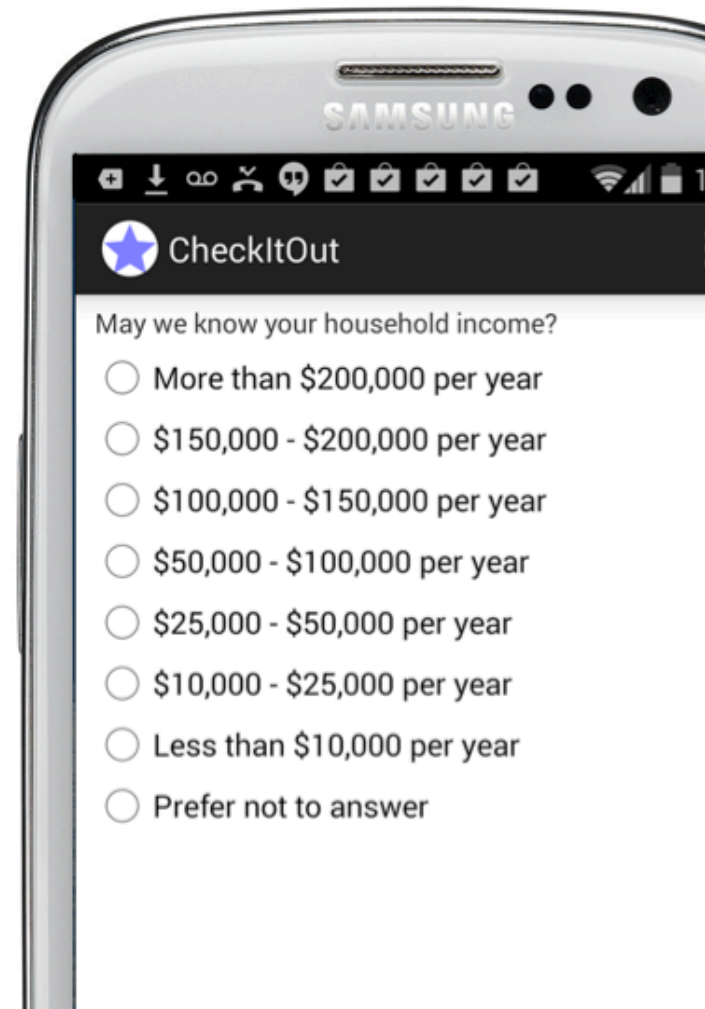 SAMSUNG
1
CheckItOut
May we know your household income?
More than $200,000 per year
$150,000 - $200,000 per year
$100,000 - $150,000 per year
$50,000 - $100,000 per year
$25,000 - $50,000 per year
$10,000 - $25,000 per year
Less than $10,000 per year
Prefer not to answer